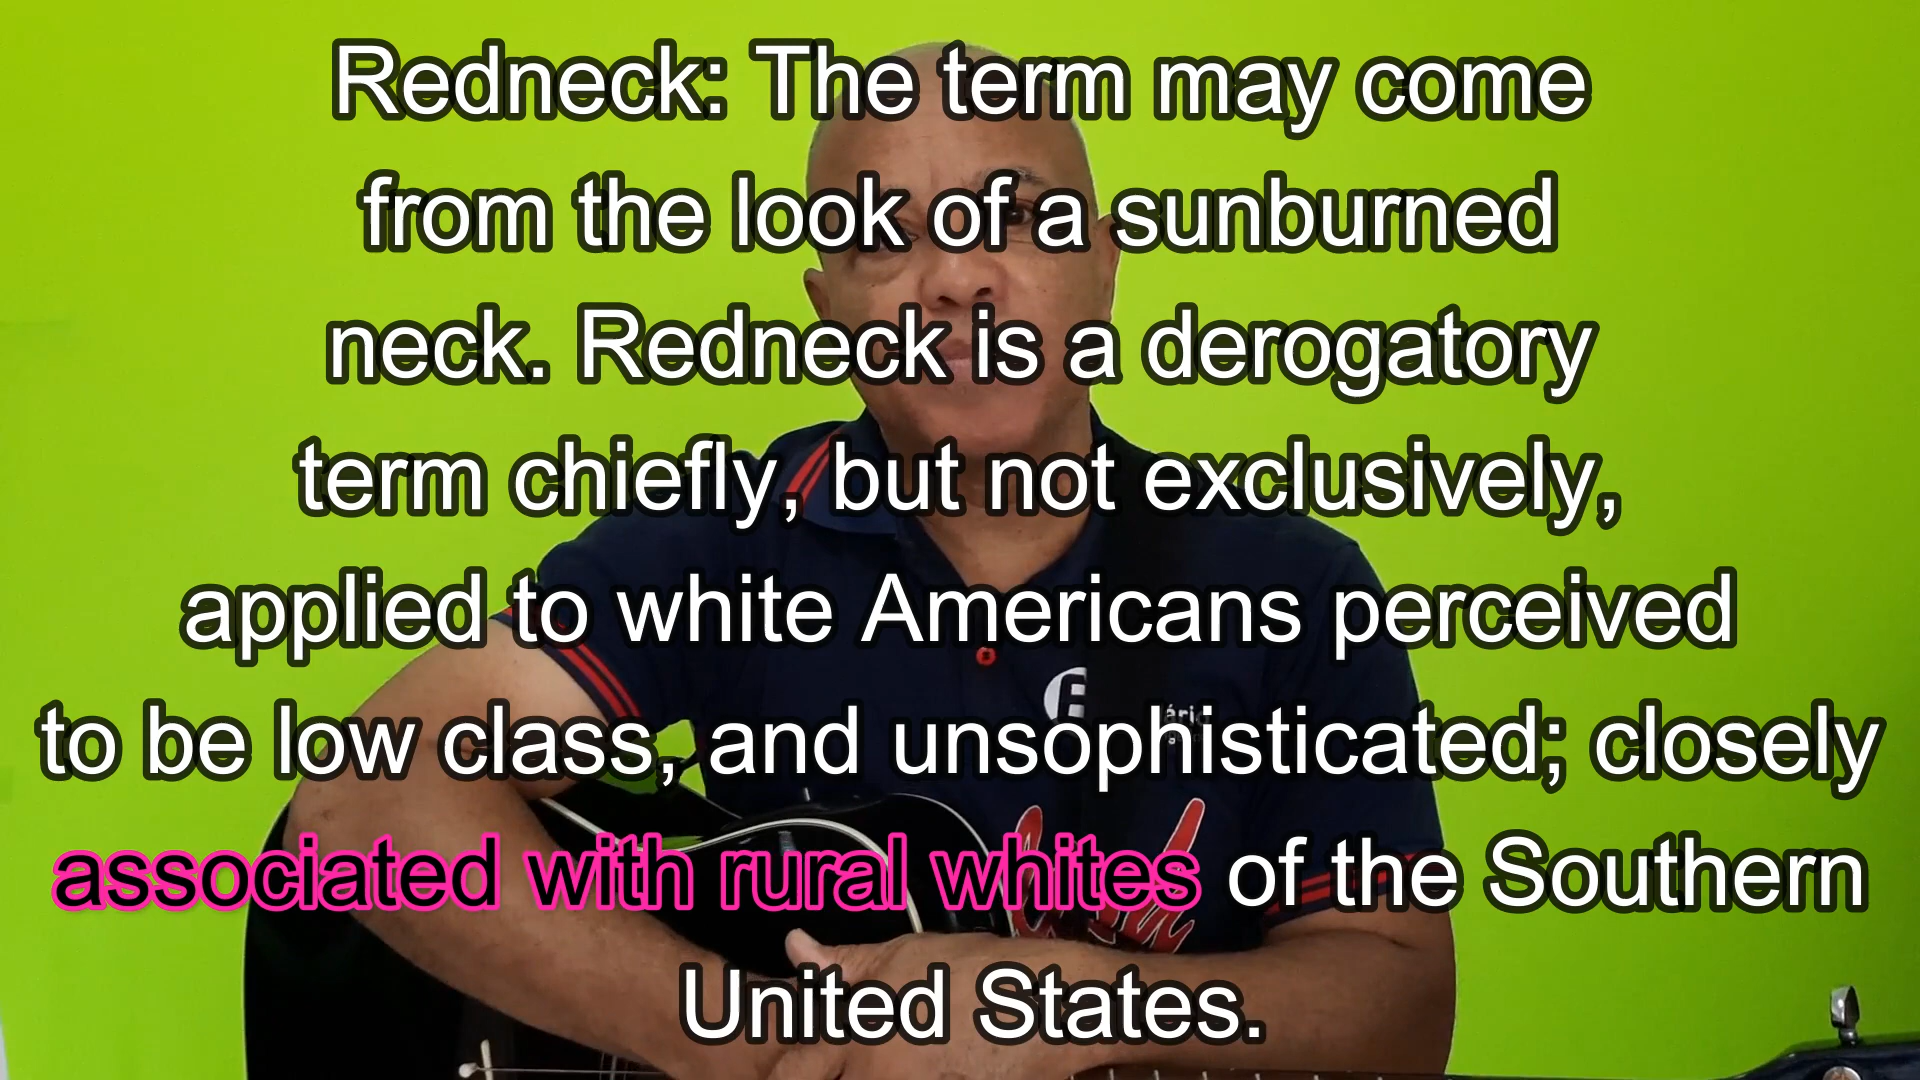 Redneck: The term may come
from the look of a sunburned
neck. Redneck is a derogatory
term chiefly, but not exclusively,
applied to white Americans perceived
to be low class, and unsophisticated; closely
associated with rural whites of the Southern
United States.